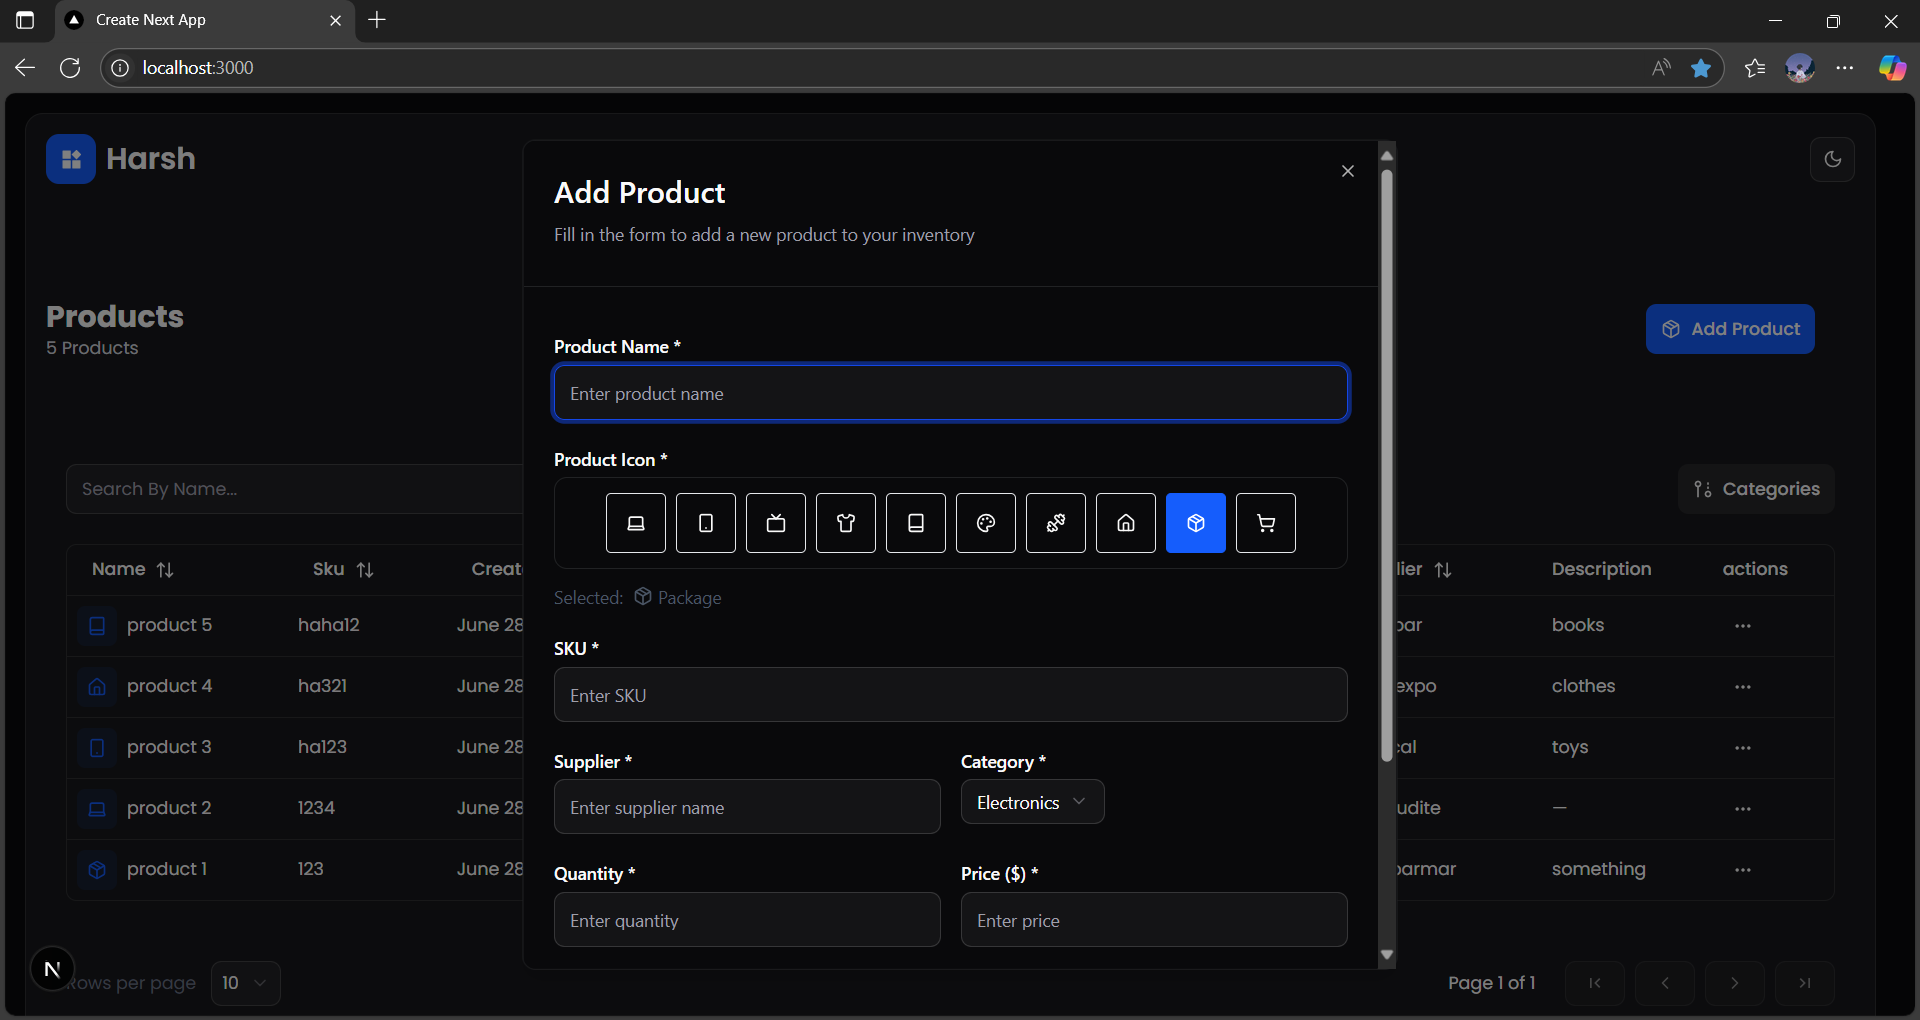 Create Next App
localhost:3000
Harsh
Add Product
Fill in the form to add a new product to your inventory
Products
5 Products
Add Product
Product Name *
Enter product name
Product Icon *
Selected: Package
Search By Name...
Categories
Name Sku Creat lier Description actions
product 5 haha12 June 28 books
product 4 ha321 June 28 expo clothes
product 3 ha123 June 28 cal toys
product 2 1234 June 28 udite —
product 1 123 June 28 parmar something
SKU *
Enter SKU
Supplier *
Enter supplier name
Category *
Electronics
Quantity *
Enter quantity
Price ($) *
Enter price
N
Rows per page 10
Page 1 of 1